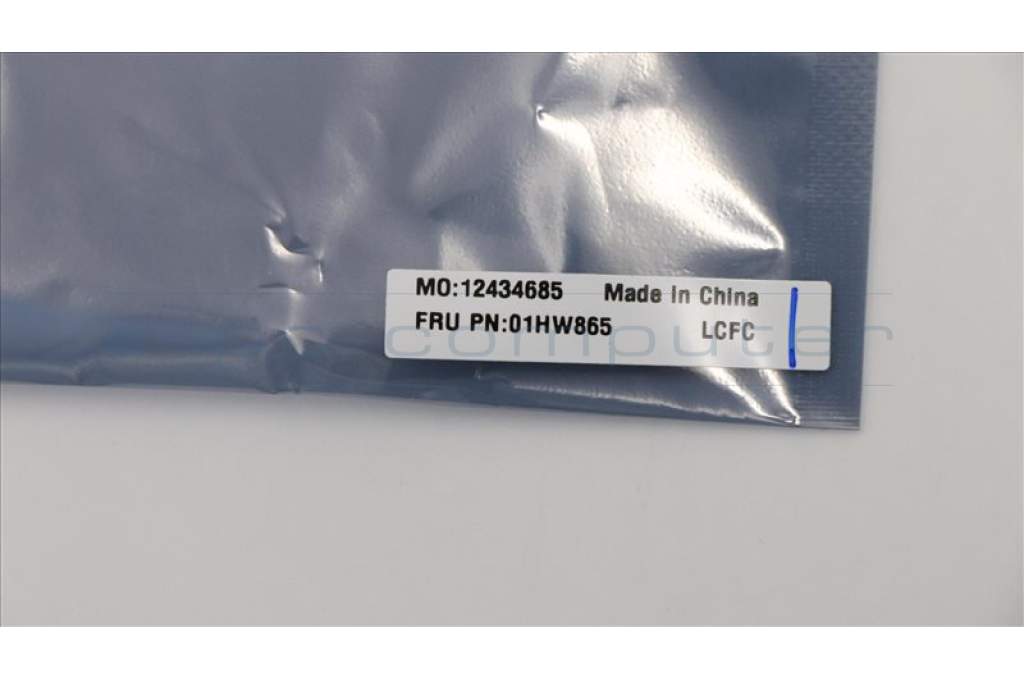 MO:12434685 Made In China
FRU PN:01HW865 LCFC
computer